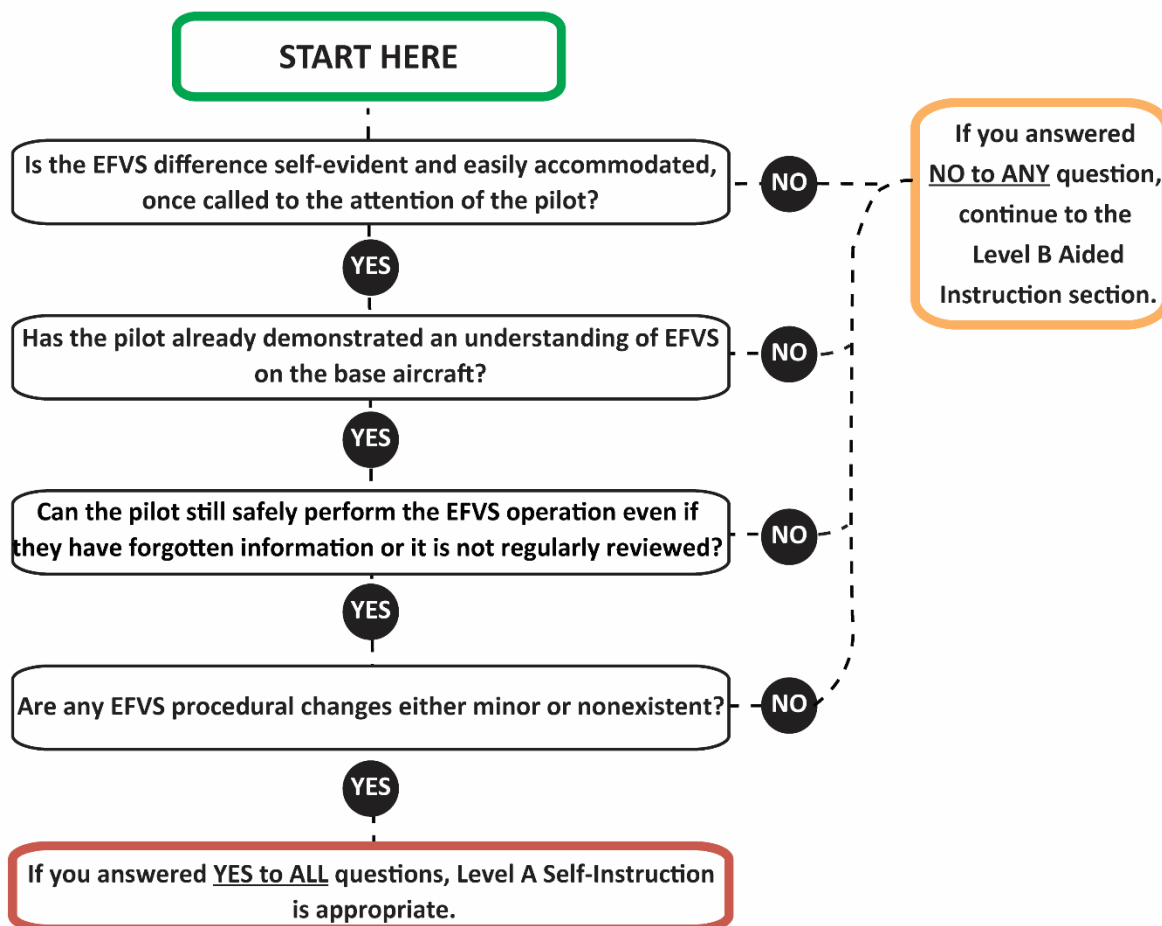 START HERE
Is the EFVS difference self-evident and easily accommodated,
once called to the attention of the pilot?
NO
If you answered
NO to ANY question,
continue to the
Level B Aided
Instruction section.
YES
Has the pilot already demonstrated an understanding of EFVS
on the base aircraft?
NO
YES
Can the pilot still safely perform the EFVS operation even if
they have forgotten information or it is not regularly reviewed?
NO
YES
Are any EFVS procedural changes either minor or nonexistent?
NO
YES
If you answered YES to ALL questions, Level A Self-Instruction
is appropriate.